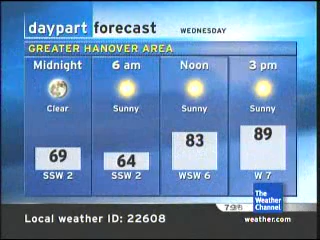 daypart forecast WEDNESDAY
GREATER HANOVER AREA
Midnight 6 am Noon 3 pm
Clear Sunny Sunny Sunny
69 64 83 89
SSW 2 SSW 2 WSW 6 W 7
The
Weather
Channel
Local weather ID: 22608 weather.com